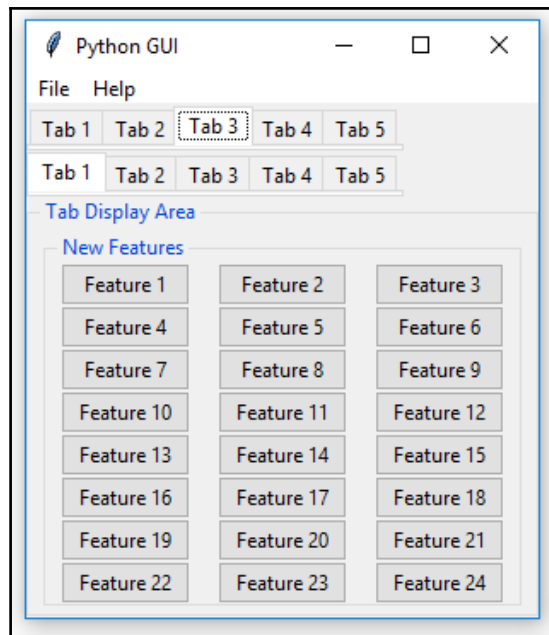 Python GUI
File Help
Tab 1 Tab 2 Tab 3 Tab 4 Tab 5
Tab 1 Tab 2 Tab 3 Tab 4 Tab 5
Tab Display Area
New Features
Feature 1 Feature 2 Feature 3
Feature 4 Feature 5 Feature 6
Feature 7 Feature 8 Feature 9
Feature 10 Feature 11 Feature 12
Feature 13 Feature 14 Feature 15
Feature 16 Feature 17 Feature 18
Feature 19 Feature 20 Feature 21
Feature 22 Feature 23 Feature 24